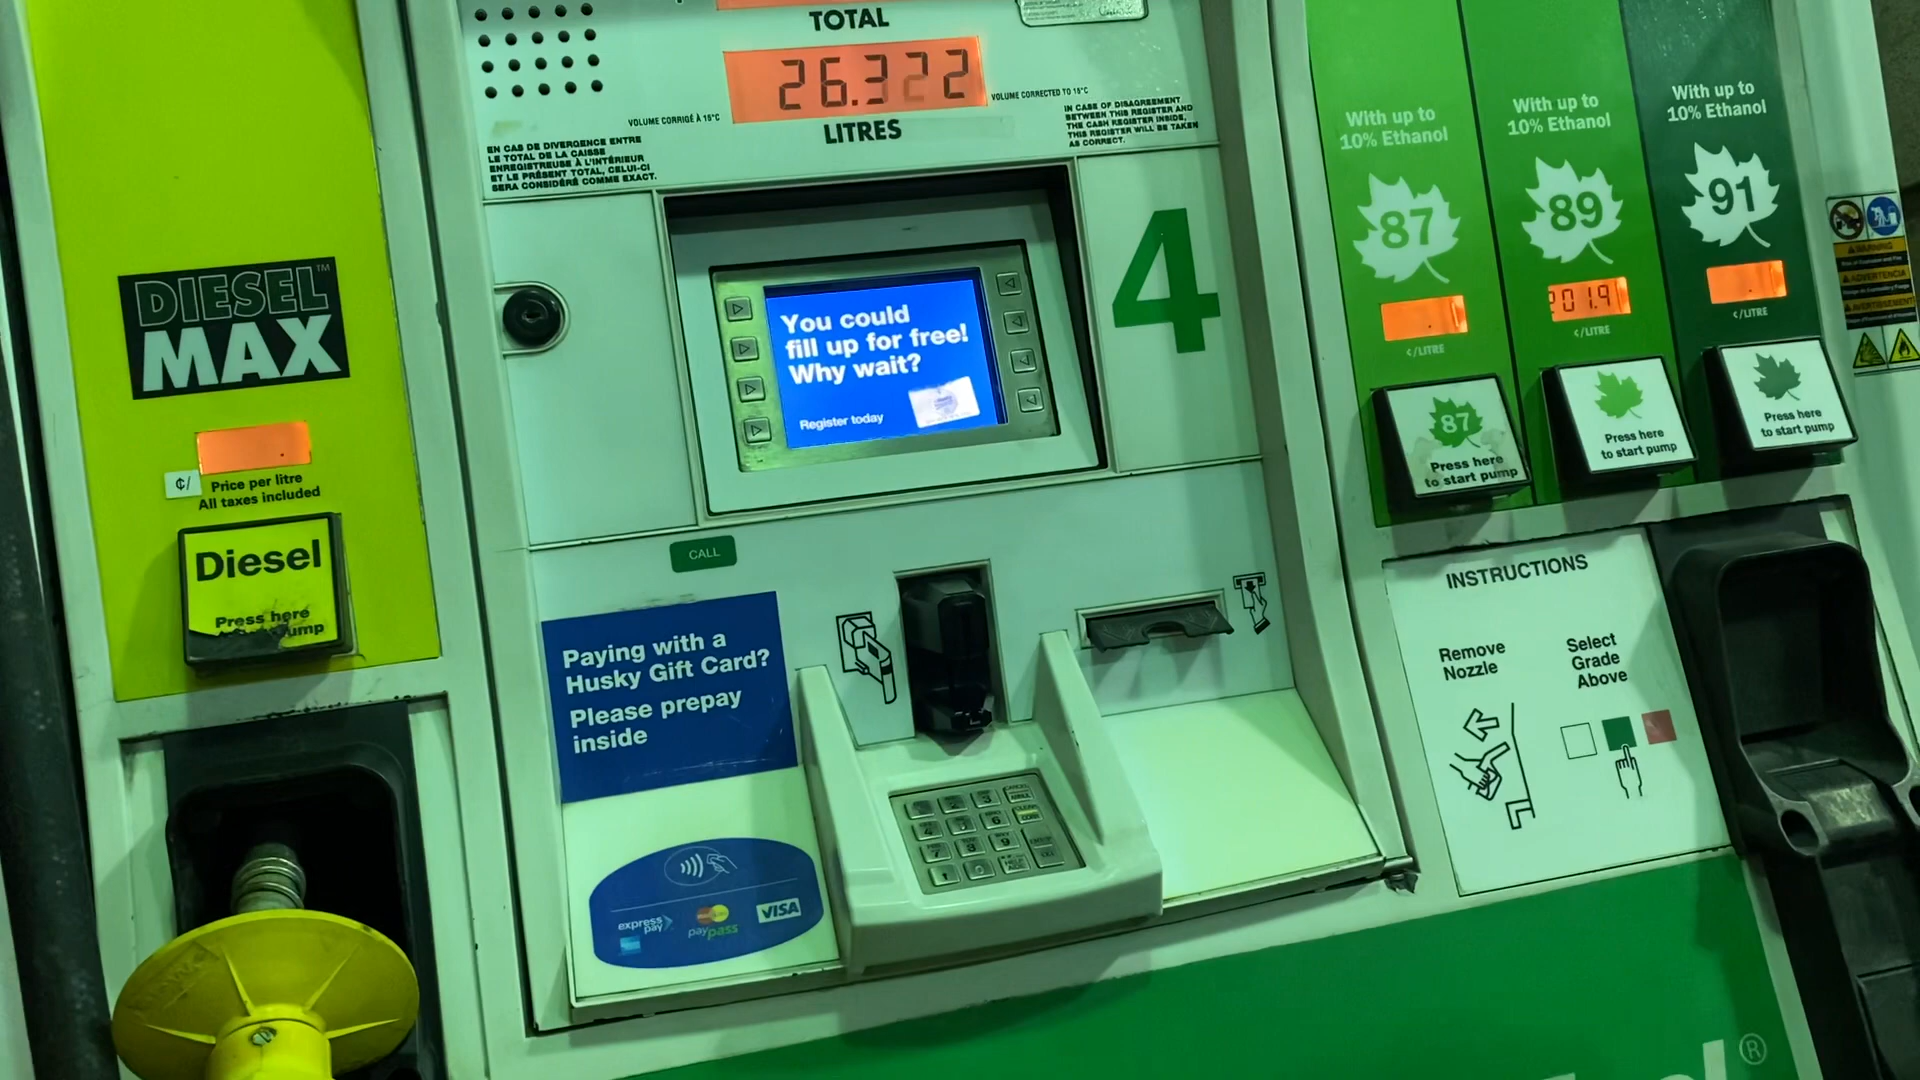 TOTAL
26.322
LITRES
VOLUME CORRIGÉ À 15°C
VOLUME CORRECTED TO 15°C
EN CAS DE DIVERGENCE ENTRE
LE TOTAL DE LA CAISSE
ENREGISTREUSE À L'INTÉRIEUR
ET LE PRÉSENT TOTAL, CELUI-CI
SERA CONSIDÉRÉ COMME EXACT.
IN CASE OF DISAGREEMENT
BETWEEN THIS REGISTER AND
THE CASH REGISTER INSIDE,
THIS REGISTER WILL BE TAKEN
AS CORRECT.
DIESEL™
MAX
¢/
Price per litre
All taxes included
Diesel
Press here
You could
fill up for free!
Why wait?
Register today
4
CALL
Paying with a
Husky Gift Card?
Please prepay
inside
express
pay
paypass
VISA
With up to
10% Ethanol
87
¢/LITRE
87
Press here
to start pump
With up to
10% Ethanol
89
201.9
¢/LITRE
Press here
to start pump
With up to
10% Ethanol
91
¢/LITRE
Press here
to start pump
WARNING
ADVERTENCIA
AVERTISSEMENT
INSTRUCTIONS
Remove
Nozzle
Select
Grade
Above
®